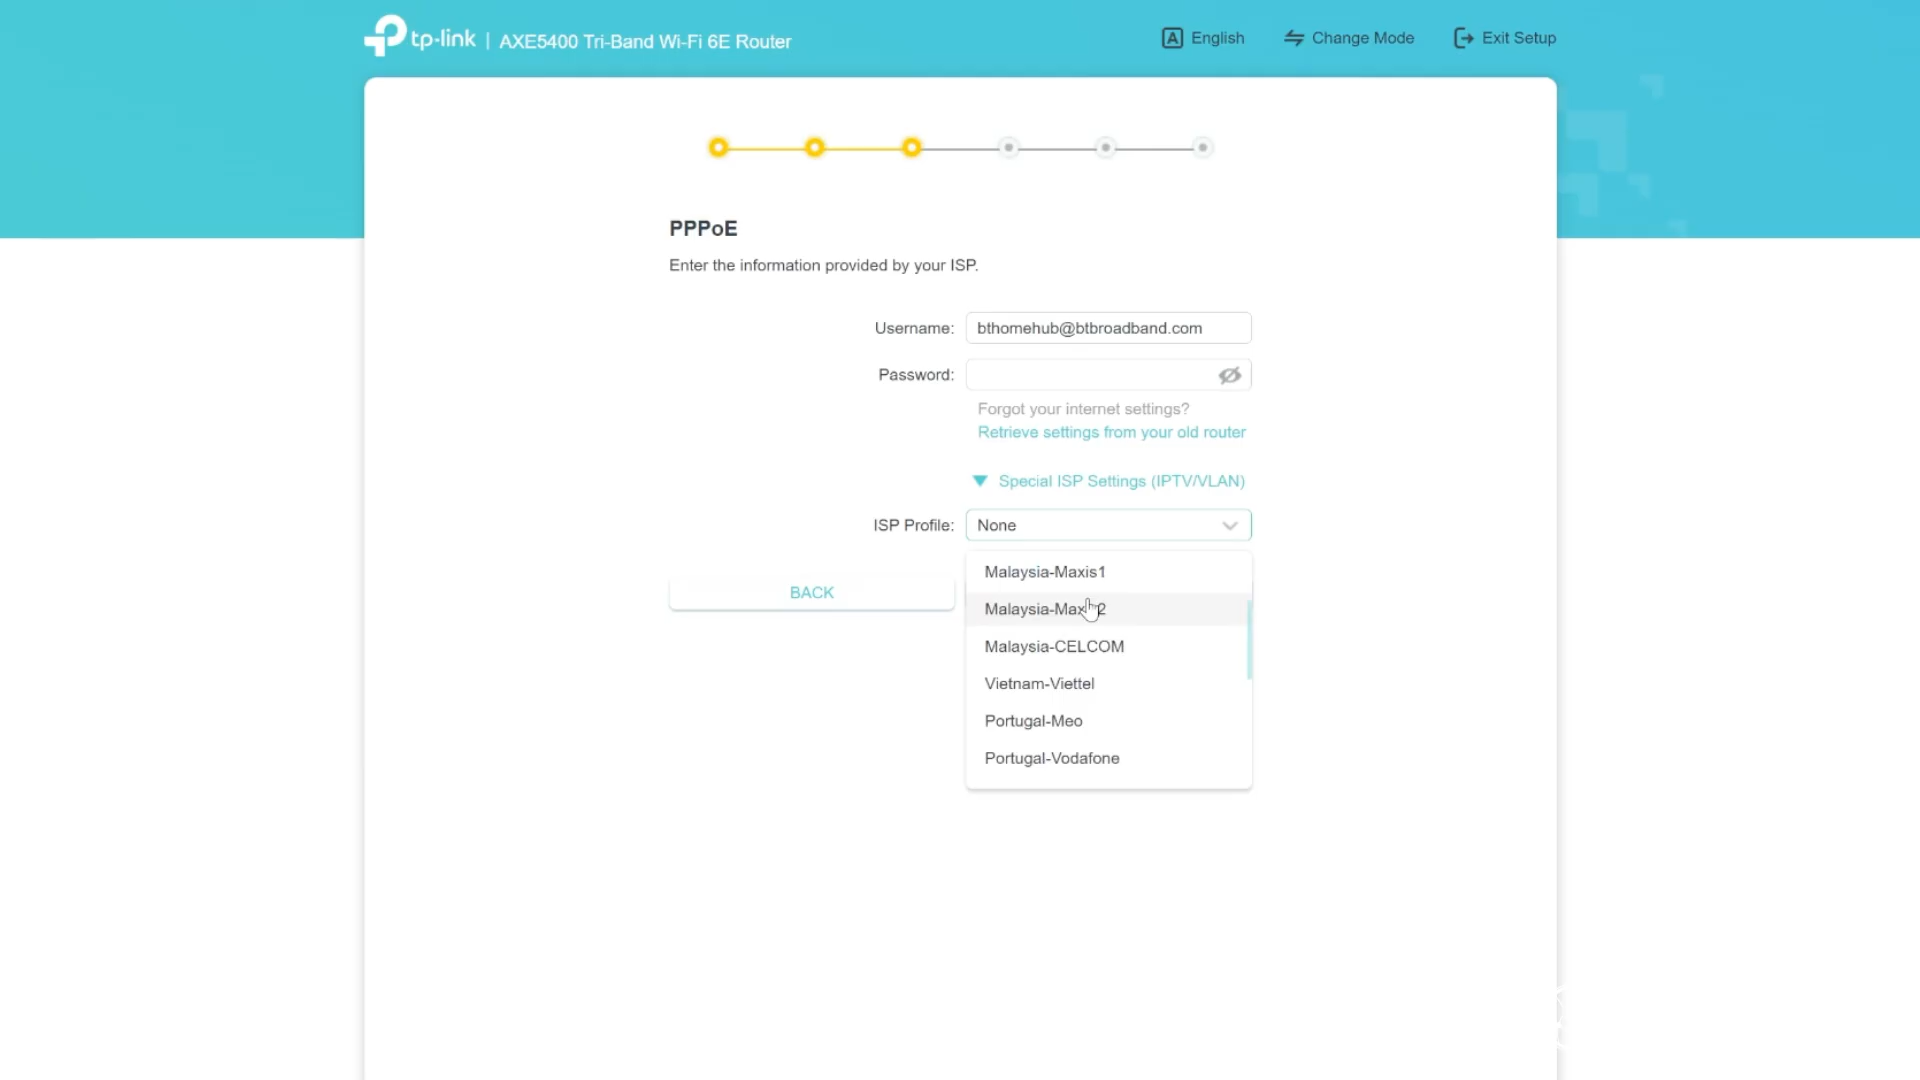 tp-link | AXE5400 Tri-Band Wi-Fi 6E Router
English
Change Mode
Exit Setup
PPPoE
Enter the information provided by your ISP.
Username: bthomehub@btbroadband.com
Password:
Forgot your internet settings?
Retrieve settings from your old router
Special ISP Settings (IPTV/VLAN)
ISP Profile: None
BACK
Malaysia-Maxis1
Malaysia-Maxis2
Malaysia-CELCOM
Vietnam-Viettel
Portugal-Meo
Portugal-Vodafone